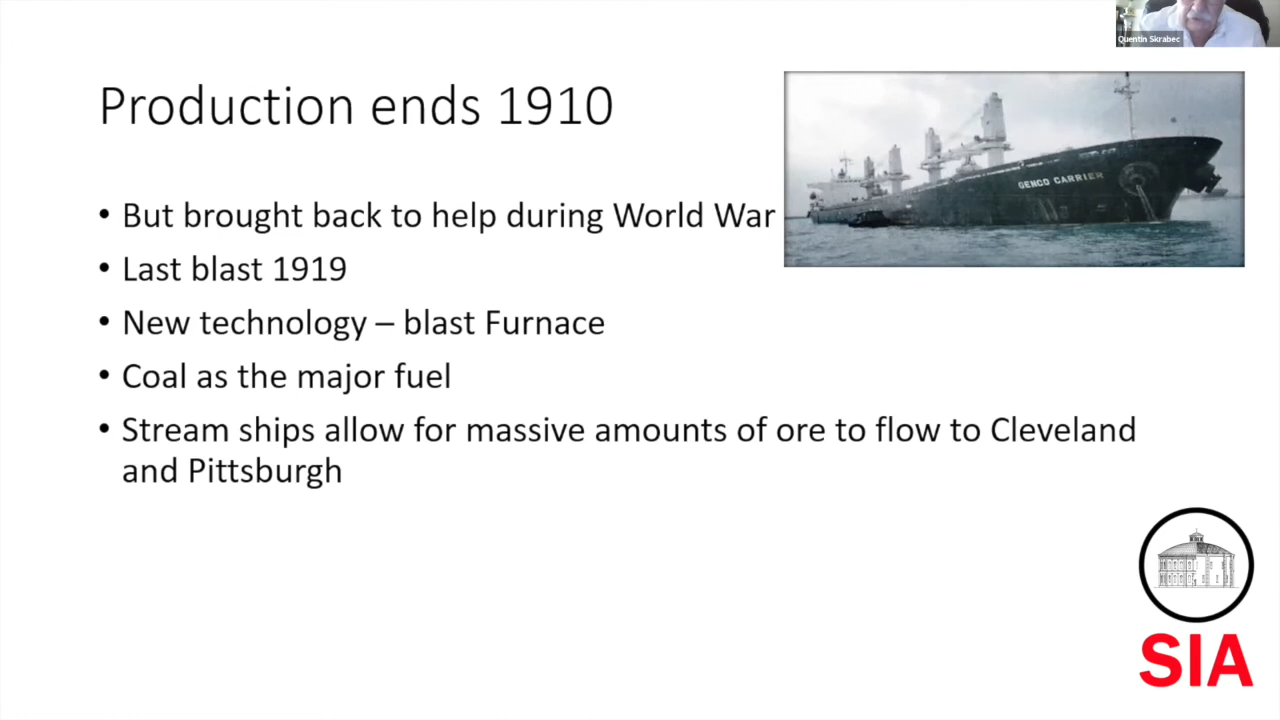 Quentin Skrabec
Production ends 1910
GENCO CARRIER
• But brought back to help during World War
• Last blast 1919
• New technology – blast Furnace
• Coal as the major fuel
• Stream ships allow for massive amounts of ore to flow to Cleveland
and Pittsburgh
SIA